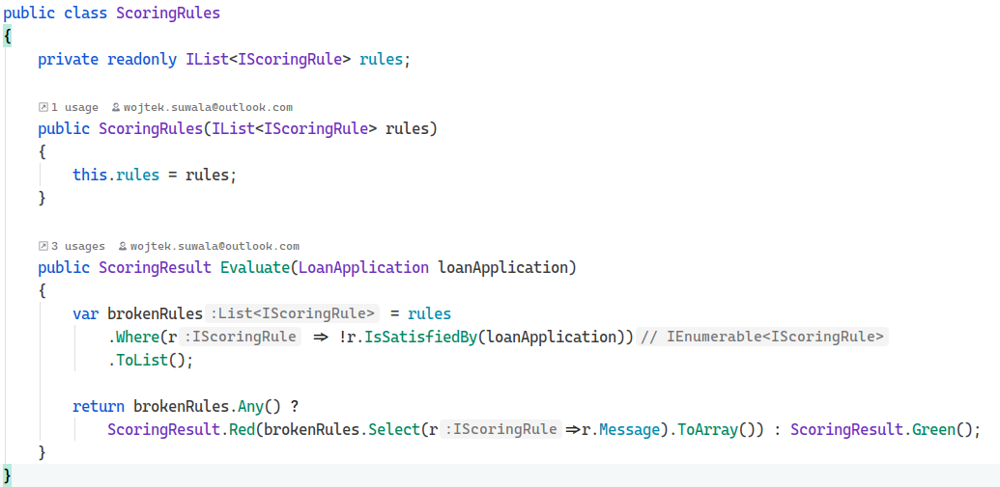 public class ScoringRules
{
    private readonly IList<IScoringRule> rules;
    1 usage   wojtek.suwala@outlook.com
    public ScoringRules(IList<IScoringRule> rules)
    {
        this.rules = rules;
    }
    3 usages   wojtek.suwala@outlook.com
    public ScoringResult Evaluate(LoanApplication loanApplication)
    {
        var brokenRules :List<IScoringRule> = rules
            .Where(r :IScoringRule => !r.IsSatisfiedBy(loanApplication)) // IEnumerable<IScoringRule>
            .ToList();
        return brokenRules.Any() ?
            ScoringResult.Red(brokenRules.Select(r :IScoringRule =>r.Message).ToArray()) : ScoringResult.Green();
    }
}